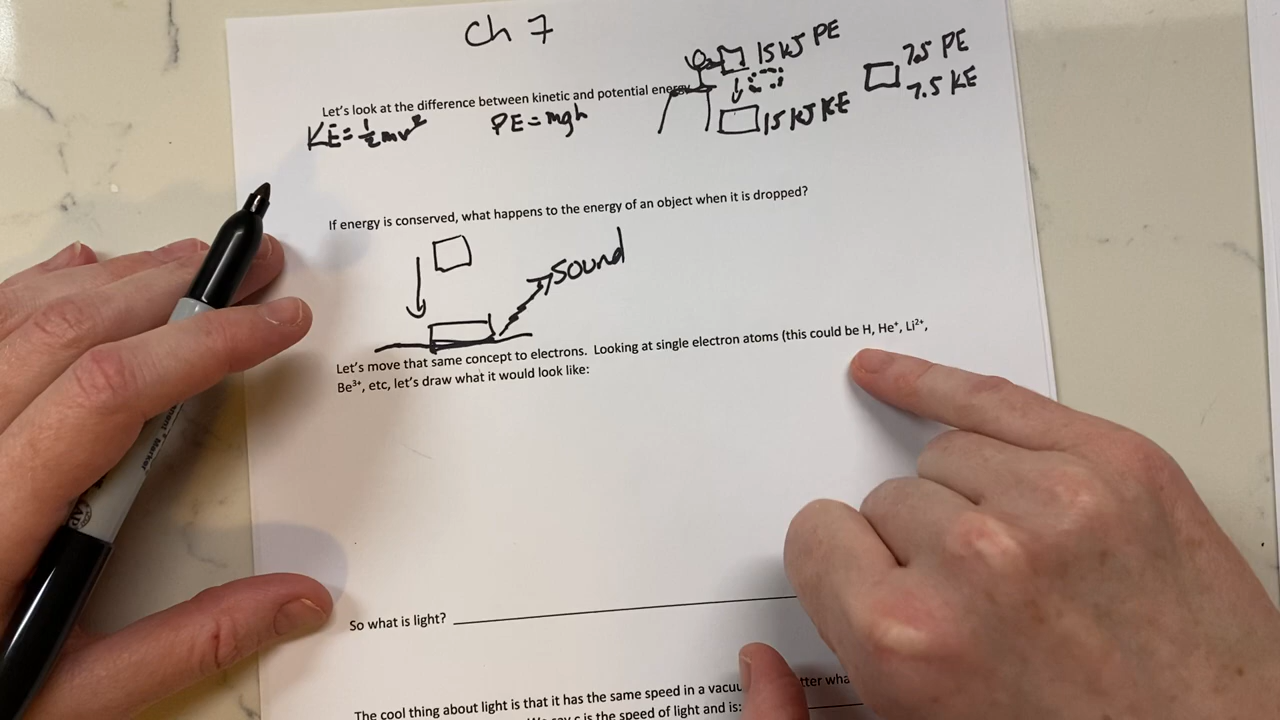 Ch 7
15 kJ PE
7.5 PE
7.5 KE
Let's look at the difference between kinetic and potential energy
15 kJ KE
KE = ½mv²
PE = mgh
If energy is conserved, what happens to the energy of an object when it is dropped?
Sound
Let's move that same concept to electrons. Looking at single electron atoms (this could be H, He⁺, Li²⁺,
Be³⁺, etc, let's draw what it would look like:
So what is light?
The cool thing about light is that it has the same speed in a
c is the speed of light and is: